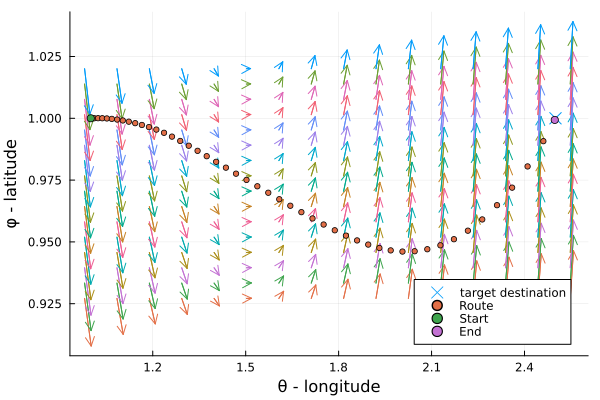 1.025
1.000
0.975
0.950
0.925
φ - latitude
1.2
1.5
1.8
2.1
2.4
θ - longitude
target destination
Route
Start
End